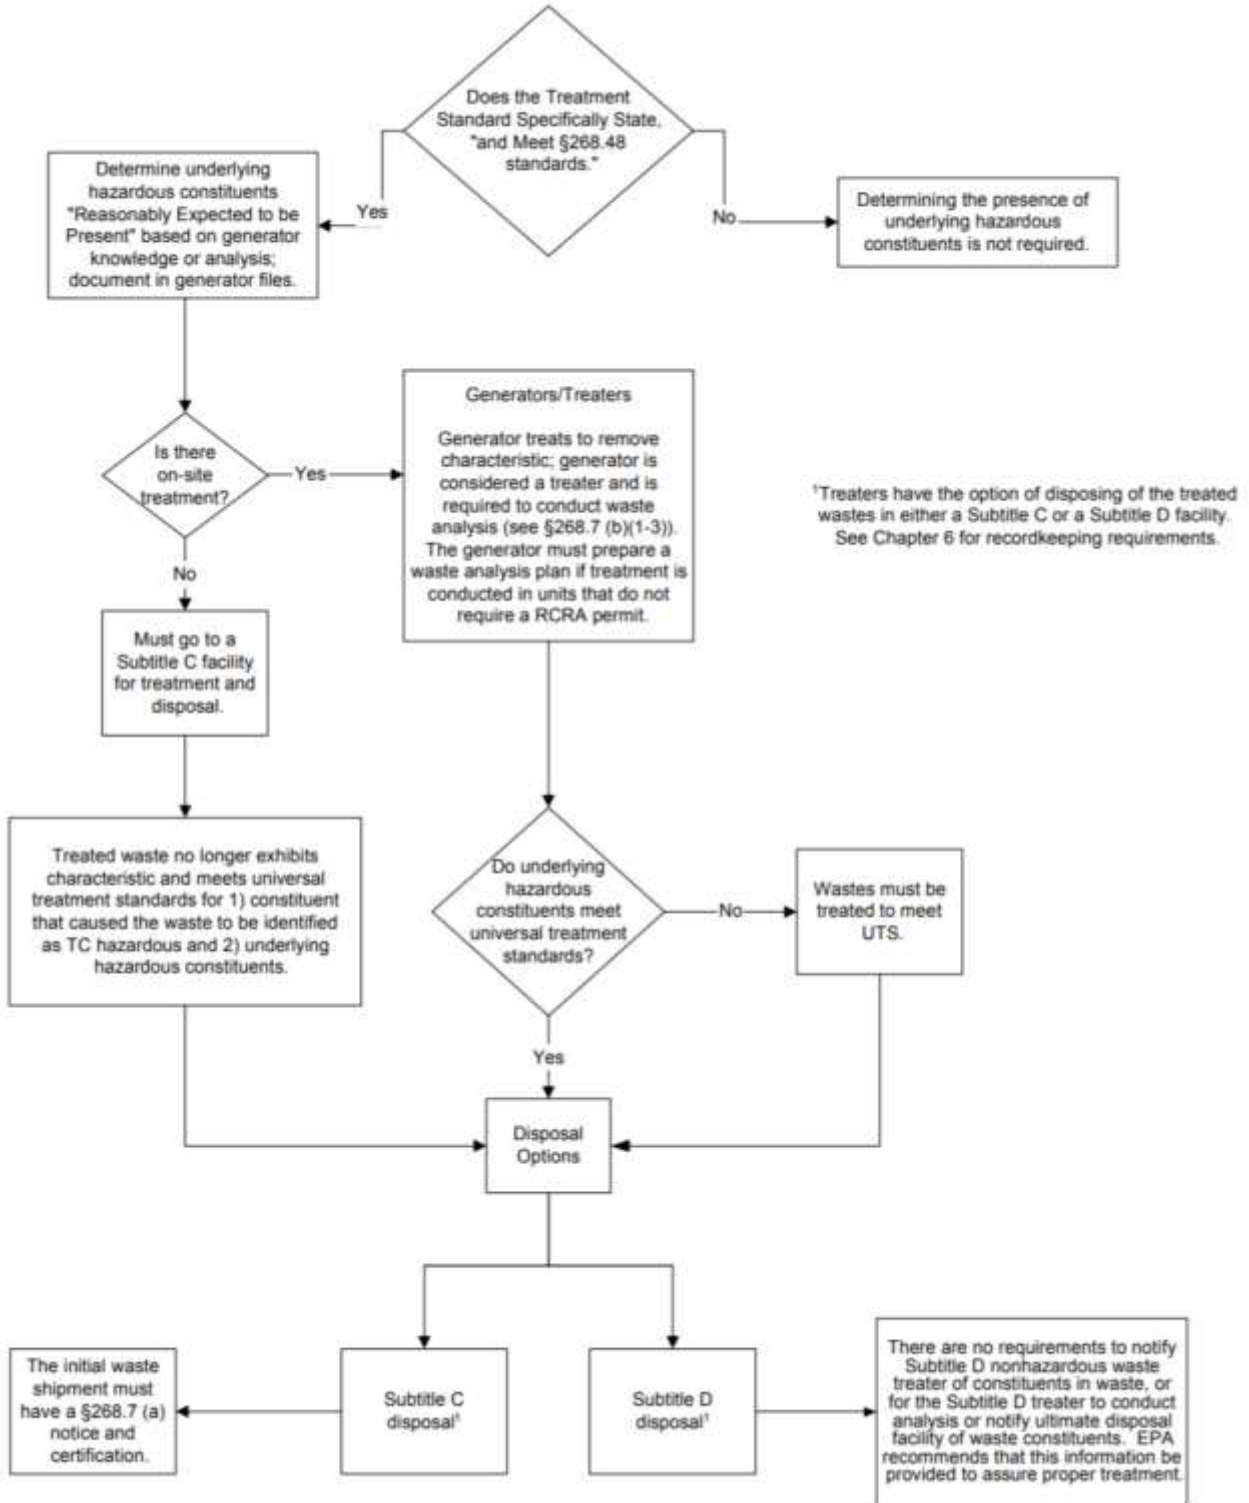 Does the Treatment
Standard Specifically State,
"and Meet §268.48
standards."
Yes
No
Determine underlying
hazardous constituents
"Reasonably Expected to be
Present" based on generator
knowledge or analysis;
document in generator files.
Determining the presence of
underlying hazardous
constituents is not required.
Is there
on-site
treatment?
Yes
No
Generators/Treaters
Generator treats to remove
characteristic; generator is
considered a treater and is
required to conduct waste
analysis (see §268.7 (b)(1-3)).
The generator must prepare a
waste analysis plan if treatment is
conducted in units that do not
require a RCRA permit.
¹Treaters have the option of disposing of the treated
wastes in either a Subtitle C or a Subtitle D facility.
See Chapter 6 for recordkeeping requirements.
Must go to a
Subtitle C facility
for treatment and
disposal.
Treated waste no longer exhibits
characteristic and meets universal
treatment standards for 1) constituent
that caused the waste to be identified
as TC hazardous and 2) underlying
hazardous constituents.
Do underlying
hazardous
constituents meet
universal treatment
standards?
No
Wastes must be
treated to meet
UTS.
Yes
Disposal
Options
The initial waste
shipment must
have a §268.7 (a)
notice and
certification.
Subtitle C
disposal¹
Subtitle D
disposal¹
There are no requirements to notify
Subtitle D nonhazardous waste
treater of constituents in waste, or
for the Subtitle D treater to conduct
analysis or notify ultimate disposal
facility of waste constituents. EPA
recommends that this information be
provided to assure proper treatment.